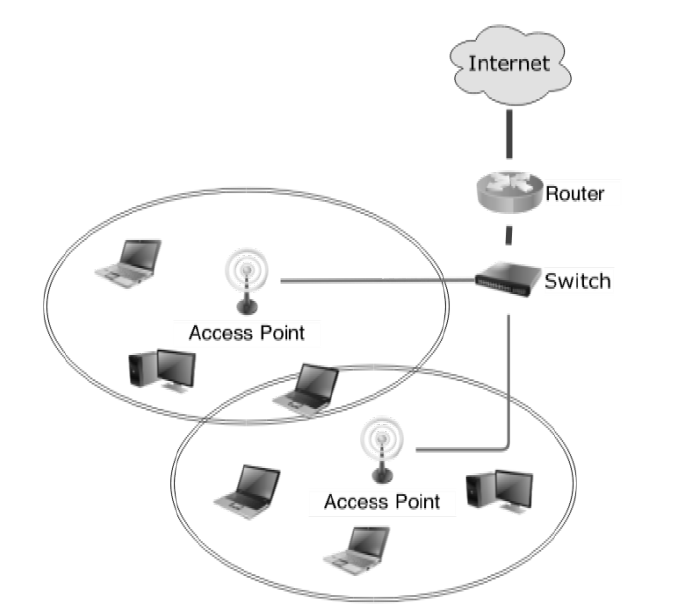 Internet
Router
Switch
Access Point
Access Point